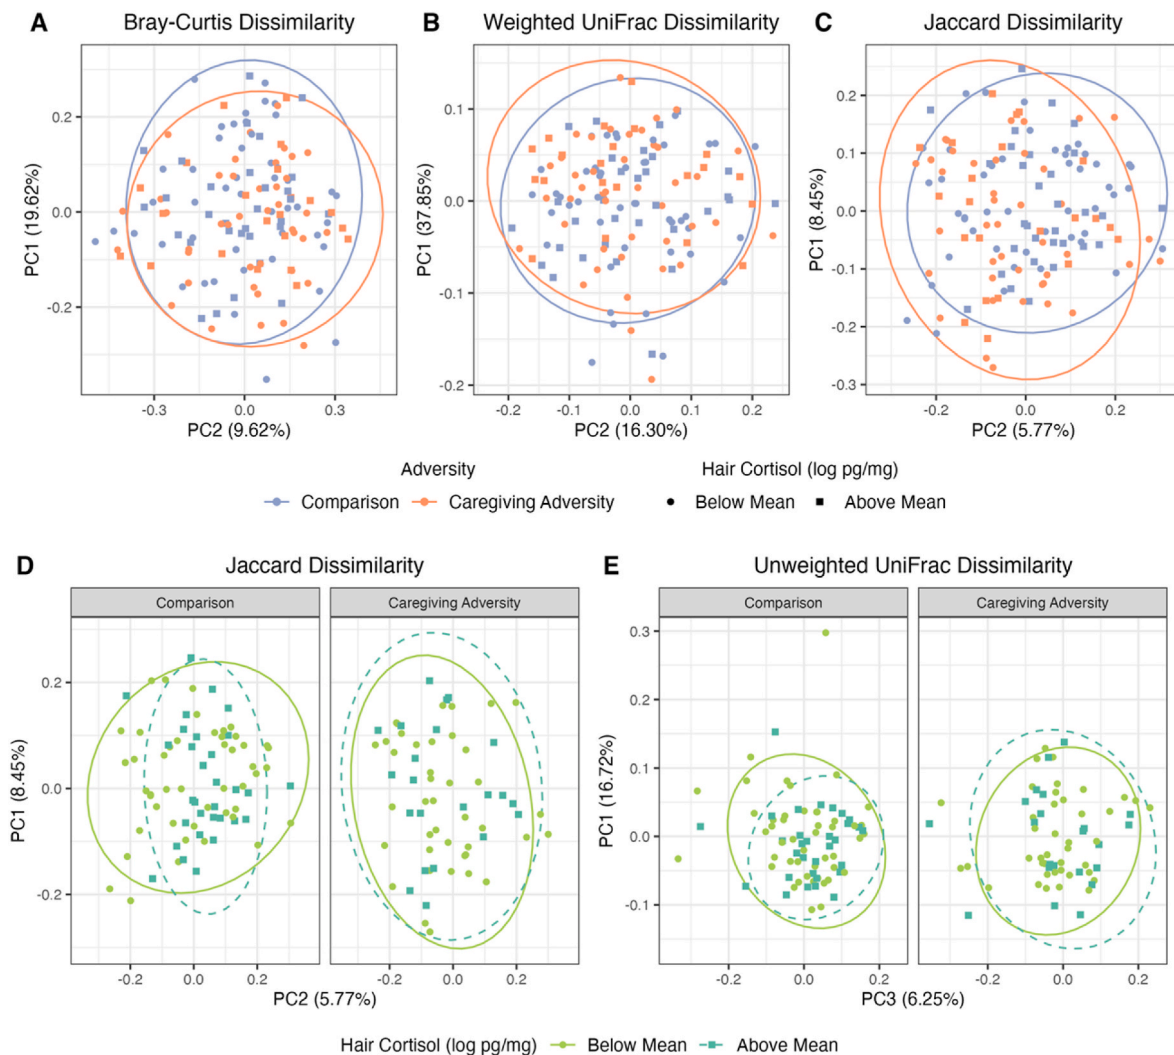 A Bray-Curtis Dissimilarity
PC1 (19.62%)
0.2
0.0
-0.2
-0.3 0.0 0.3
PC2 (9.62%)
B Weighted UniFrac Dissimilarity
PC1 (37.85%)
0.1
0.0
-0.1
-0.2
-0.2 -0.1 0.0 0.1 0.2
PC2 (16.30%)
C Jaccard Dissimilarity
PC1 (8.45%)
0.2
0.1
0.0
-0.1
-0.2
-0.3
-0.2 0.0 0.2
PC2 (5.77%)
Adversity
Comparison Caregiving Adversity
Hair Cortisol (log pg/mg)
Below Mean Above Mean
D Jaccard Dissimilarity
Comparison Caregiving Adversity
PC1 (8.45%)
0.2
0.0
-0.2
-0.2 0.0 0.2 -0.2 0.0 0.2
PC2 (5.77%)
E Unweighted UniFrac Dissimilarity
Comparison Caregiving Adversity
PC1 (16.72%)
0.3
0.2
0.1
0.0
-0.1
-0.2 0.0 0.2 -0.2 0.0 0.2
PC3 (6.25%)
Hair Cortisol (log pg/mg) Below Mean Above Mean